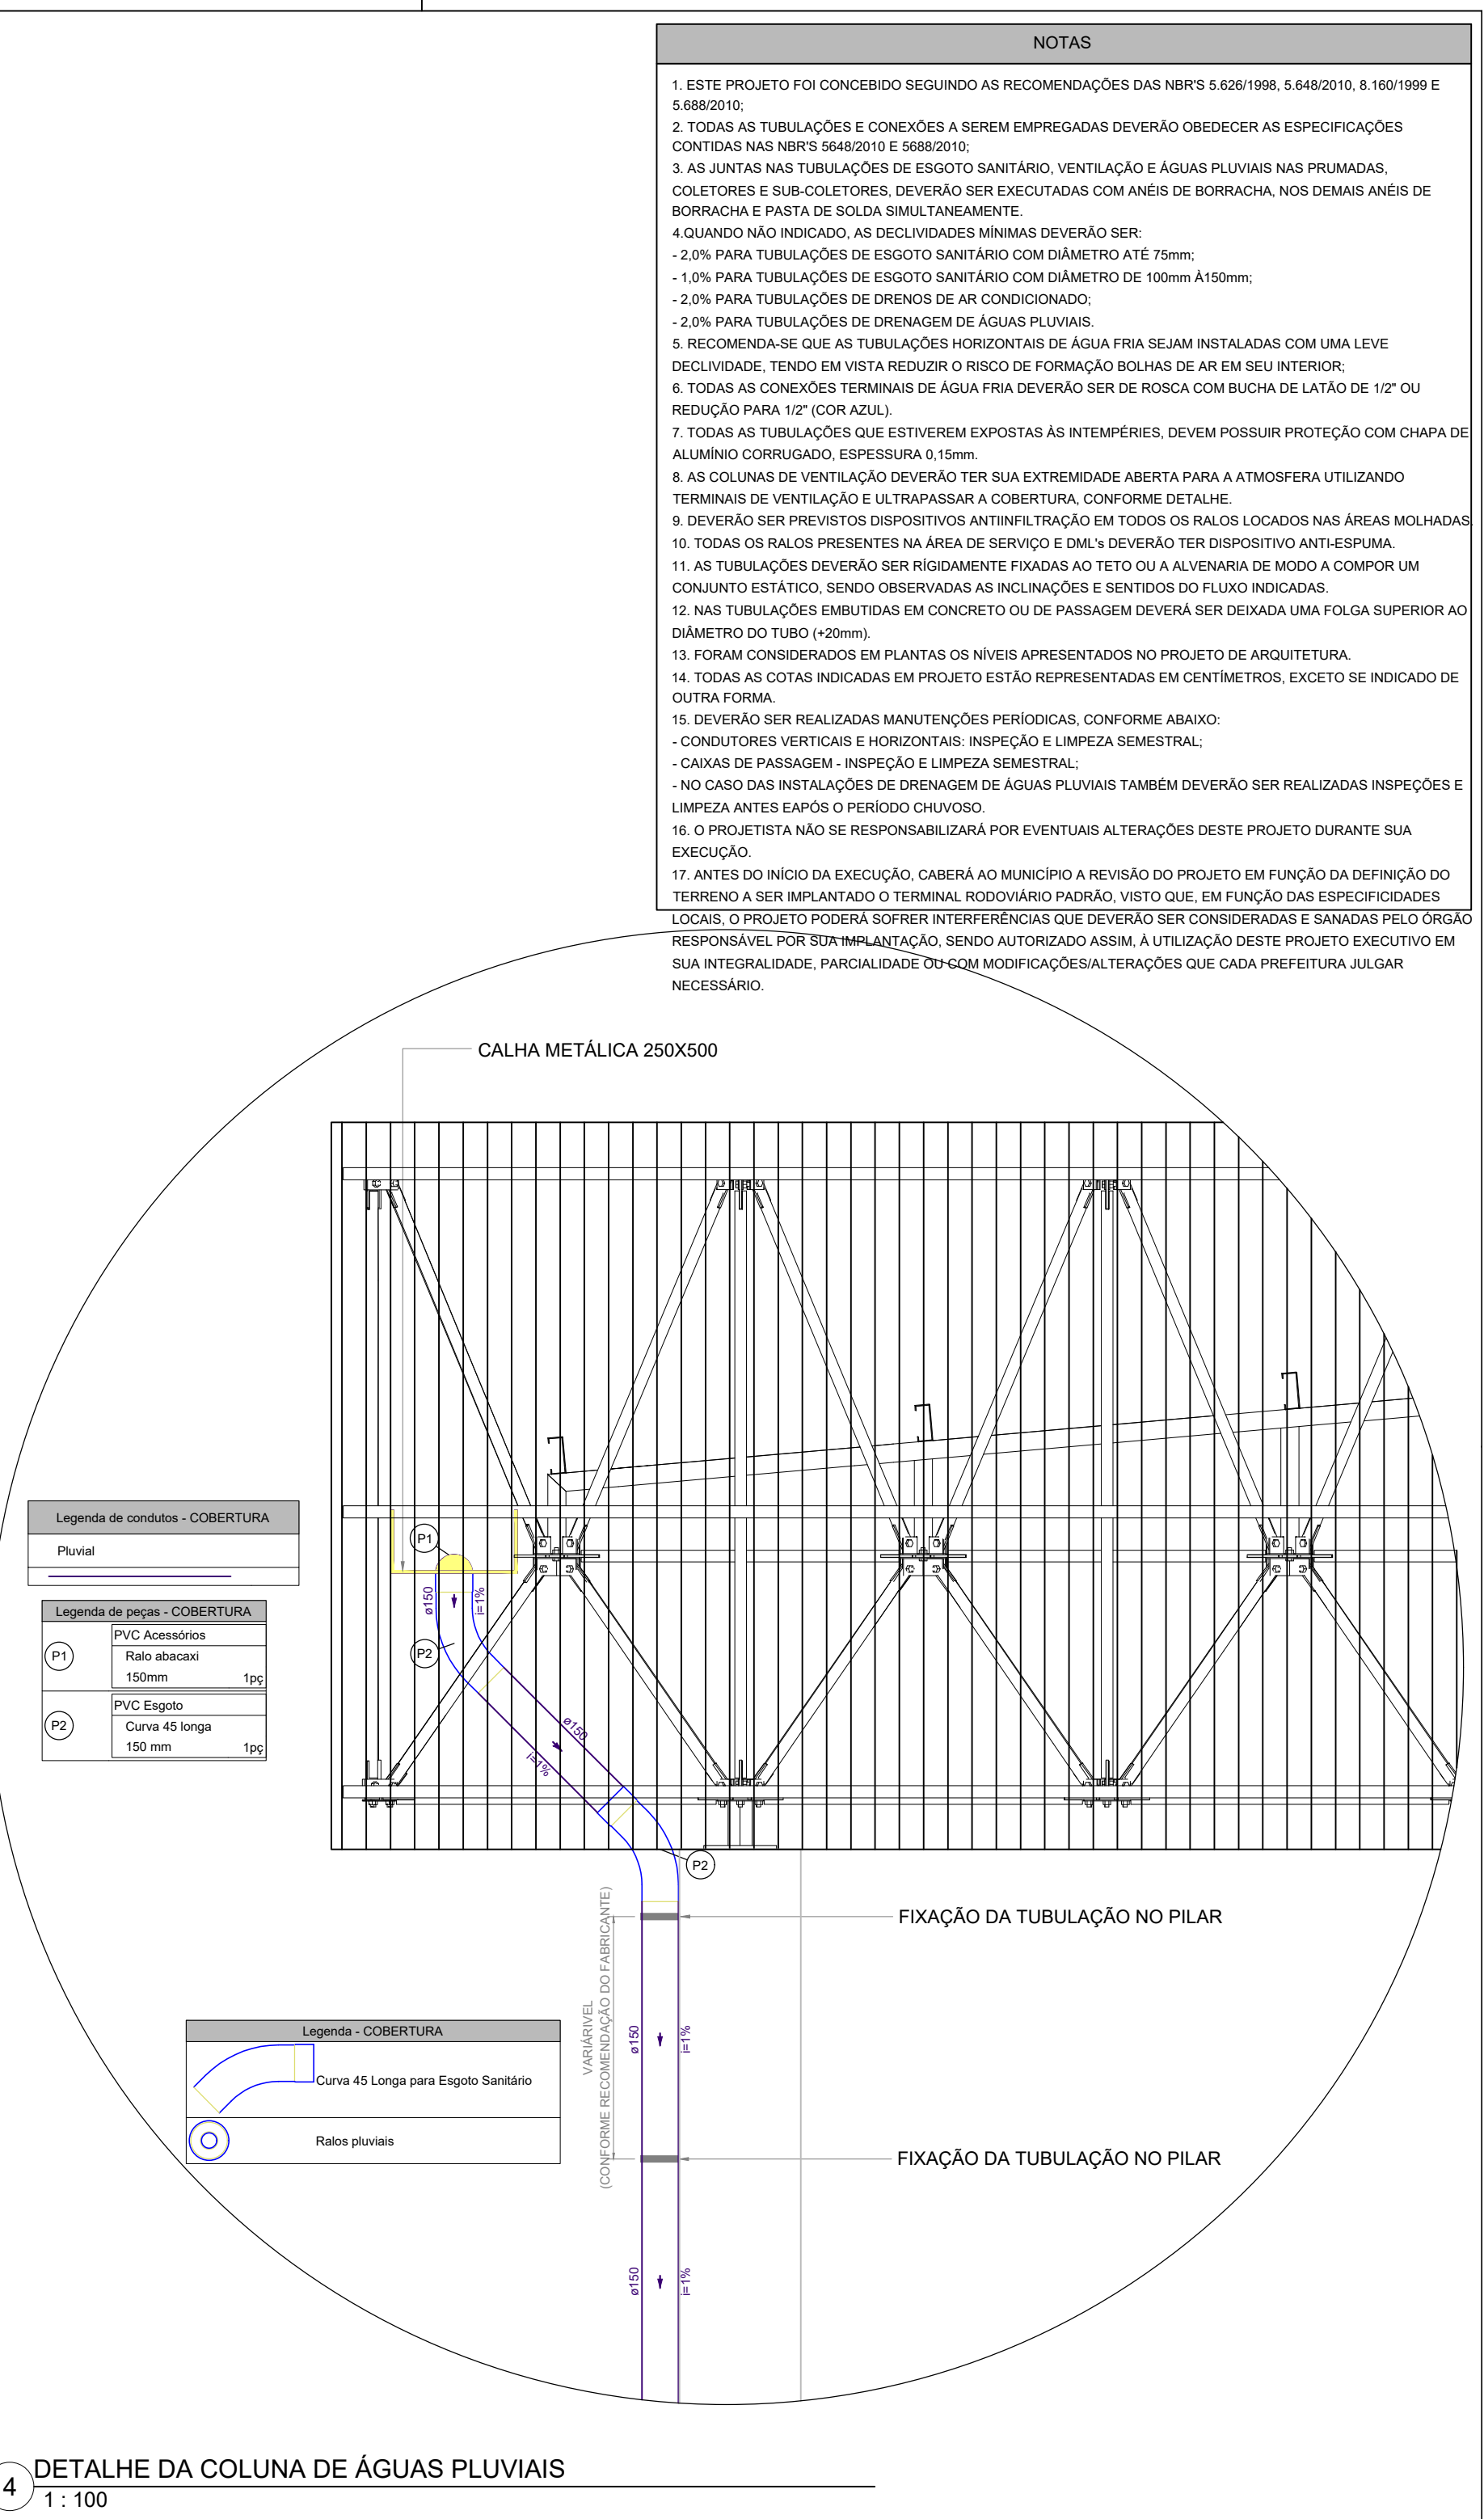 NOTAS
1. ESTE PROJETO FOI CONCEBIDO SEGUINDO AS RECOMENDAÇÕES DAS NBR'S 5.626/1998, 5.648/2010, 8.160/1999 E
5.688/2010;
2. TODAS AS TUBULAÇÕES E CONEXÕES A SEREM EMPREGADAS DEVERÃO OBEDECER AS ESPECIFICAÇÕES
CONTIDAS NAS NBR'S 5648/2010 E 5688/2010;
3. AS JUNTAS NAS TUBULAÇÕES DE ESGOTO SANITÁRIO, VENTILAÇÃO E ÁGUAS PLUVIAIS NAS PRUMADAS,
COLETORES E SUB-COLETORES, DEVERÃO SER EXECUTADAS COM ANÉIS DE BORRACHA, NOS DEMAIS ANÉIS DE
BORRACHA E PASTA DE SOLDA SIMULTANEAMENTE.
4.QUANDO NÃO INDICADO, AS DECLIVIDADES MÍNIMAS DEVERÃO SER:
- 2,0% PARA TUBULAÇÕES DE ESGOTO SANITÁRIO COM DIÂMETRO ATÉ 75mm;
- 1,0% PARA TUBULAÇÕES DE ESGOTO SANITÁRIO COM DIÂMETRO DE 100mm À150mm;
- 2,0% PARA TUBULAÇÕES DE DRENOS DE AR CONDICIONADO;
- 2,0% PARA TUBULAÇÕES DE DRENAGEM DE ÁGUAS PLUVIAIS.
5. RECOMENDA-SE QUE AS TUBULAÇÕES HORIZONTAIS DE ÁGUA FRIA SEJAM INSTALADAS COM UMA LEVE
DECLIVIDADE, TENDO EM VISTA REDUZIR O RISCO DE FORMAÇÃO BOLHAS DE AR EM SEU INTERIOR;
6. TODAS AS CONEXÕES TERMINAIS DE ÁGUA FRIA DEVERÃO SER DE ROSCA COM BUCHA DE LATÃO DE 1/2" OU
REDUÇÃO PARA 1/2" (COR AZUL).
7. TODAS AS TUBULAÇÕES QUE ESTIVEREM EXPOSTAS ÀS INTEMPÉRIES, DEVEM POSSUIR PROTEÇÃO COM CHAPA DE
ALUMÍNIO CORRUGADO, ESPESSURA 0,15mm.
8. AS COLUNAS DE VENTILAÇÃO DEVERÃO TER SUA EXTREMIDADE ABERTA PARA A ATMOSFERA UTILIZANDO
TERMINAIS DE VENTILAÇÃO E ULTRAPASSAR A COBERTURA, CONFORME DETALHE.
9. DEVERÃO SER PREVISTOS DISPOSITIVOS ANTIINFILTRAÇÃO EM TODOS OS RALOS LOCADOS NAS ÁREAS MOLHADAS.
10. TODAS OS RALOS PRESENTES NA ÁREA DE SERVIÇO E DML's DEVERÃO TER DISPOSITIVO ANTI-ESPUMA.
11. AS TUBULAÇÕES DEVERÃO SER RÍGIDAMENTE FIXADAS AO TETO OU A ALVENARIA DE MODO A COMPOR UM
CONJUNTO ESTÁTICO, SENDO OBSERVADAS AS INCLINAÇÕES E SENTIDOS DO FLUXO INDICADAS.
12. NAS TUBULAÇÕES EMBUTIDAS EM CONCRETO OU DE PASSAGEM DEVERÁ SER DEIXADA UMA FOLGA SUPERIOR AO
DIÂMETRO DO TUBO (+20mm).
13. FORAM CONSIDERADOS EM PLANTAS OS NÍVEIS APRESENTADOS NO PROJETO DE ARQUITETURA.
14. TODAS AS COTAS INDICADAS EM PROJETO ESTÃO REPRESENTADAS EM CENTÍMETROS, EXCETO SE INDICADO DE
OUTRA FORMA.
15. DEVERÃO SER REALIZADAS MANUTENÇÕES PERÍODICAS, CONFORME ABAIXO:
- CONDUTORES VERTICAIS E HORIZONTAIS: INSPEÇÃO E LIMPEZA SEMESTRAL;
- CAIXAS DE PASSAGEM - INSPEÇÃO E LIMPEZA SEMESTRAL;
- NO CASO DAS INSTALAÇÕES DE DRENAGEM DE ÁGUAS PLUVIAIS TAMBÉM DEVERÃO SER REALIZADAS INSPEÇÕES E
LIMPEZA ANTES EAPÓS O PERÍODO CHUVOSO.
16. O PROJETISTA NÃO SE RESPONSABILIZARÁ POR EVENTUAIS ALTERAÇÕES DESTE PROJETO DURANTE SUA
EXECUÇÃO.
17. ANTES DO INÍCIO DA EXECUÇÃO, CABERÁ AO MUNICÍPIO A REVISÃO DO PROJETO EM FUNÇÃO DA DEFINIÇÃO DO
TERRENO A SER IMPLANTADO O TERMINAL RODOVIÁRIO PADRÃO, VISTO QUE, EM FUNÇÃO DAS ESPECIFICIDADES
LOCAIS, O PROJETO PODERÁ SOFRER INTERFERÊNCIAS QUE DEVERÃO SER CONSIDERADAS E SANADAS PELO ÓRGÃO
RESPONSÁVEL POR SUA IMPLANTAÇÃO, SENDO AUTORIZADO ASSIM, À UTILIZAÇÃO DESTE PROJETO EXECUTIVO EM
SUA INTEGRALIDADE, PARCIALIDADE OU COM MODIFICAÇÕES/ALTERAÇÕES QUE CADA PREFEITURA JULGAR
NECESSÁRIO.
CALHA METÁLICA 250X500
Legenda de condutos - COBERTURA
Pluvial
Legenda de peças - COBERTURA
P1
PVC Acessórios
Ralo abacaxi
150mm 1pç
P2
PVC Esgoto
Curva 45 longa
150 mm 1pç
P1
ø150
i=1%
P2
ø150
i=1%
P2
FIXAÇÃO DA TUBULAÇÃO NO PILAR
VARIÁRIVEL
(CONFORME RECOMENDAÇÃO DO FABRICANTE)
ø150
i=1%
Legenda - COBERTURA
Curva 45 Longa para Esgoto Sanitário
Ralos pluviais
FIXAÇÃO DA TUBULAÇÃO NO PILAR
ø150
i=1%
4
DETALHE DA COLUNA DE ÁGUAS PLUVIAIS
1 : 100